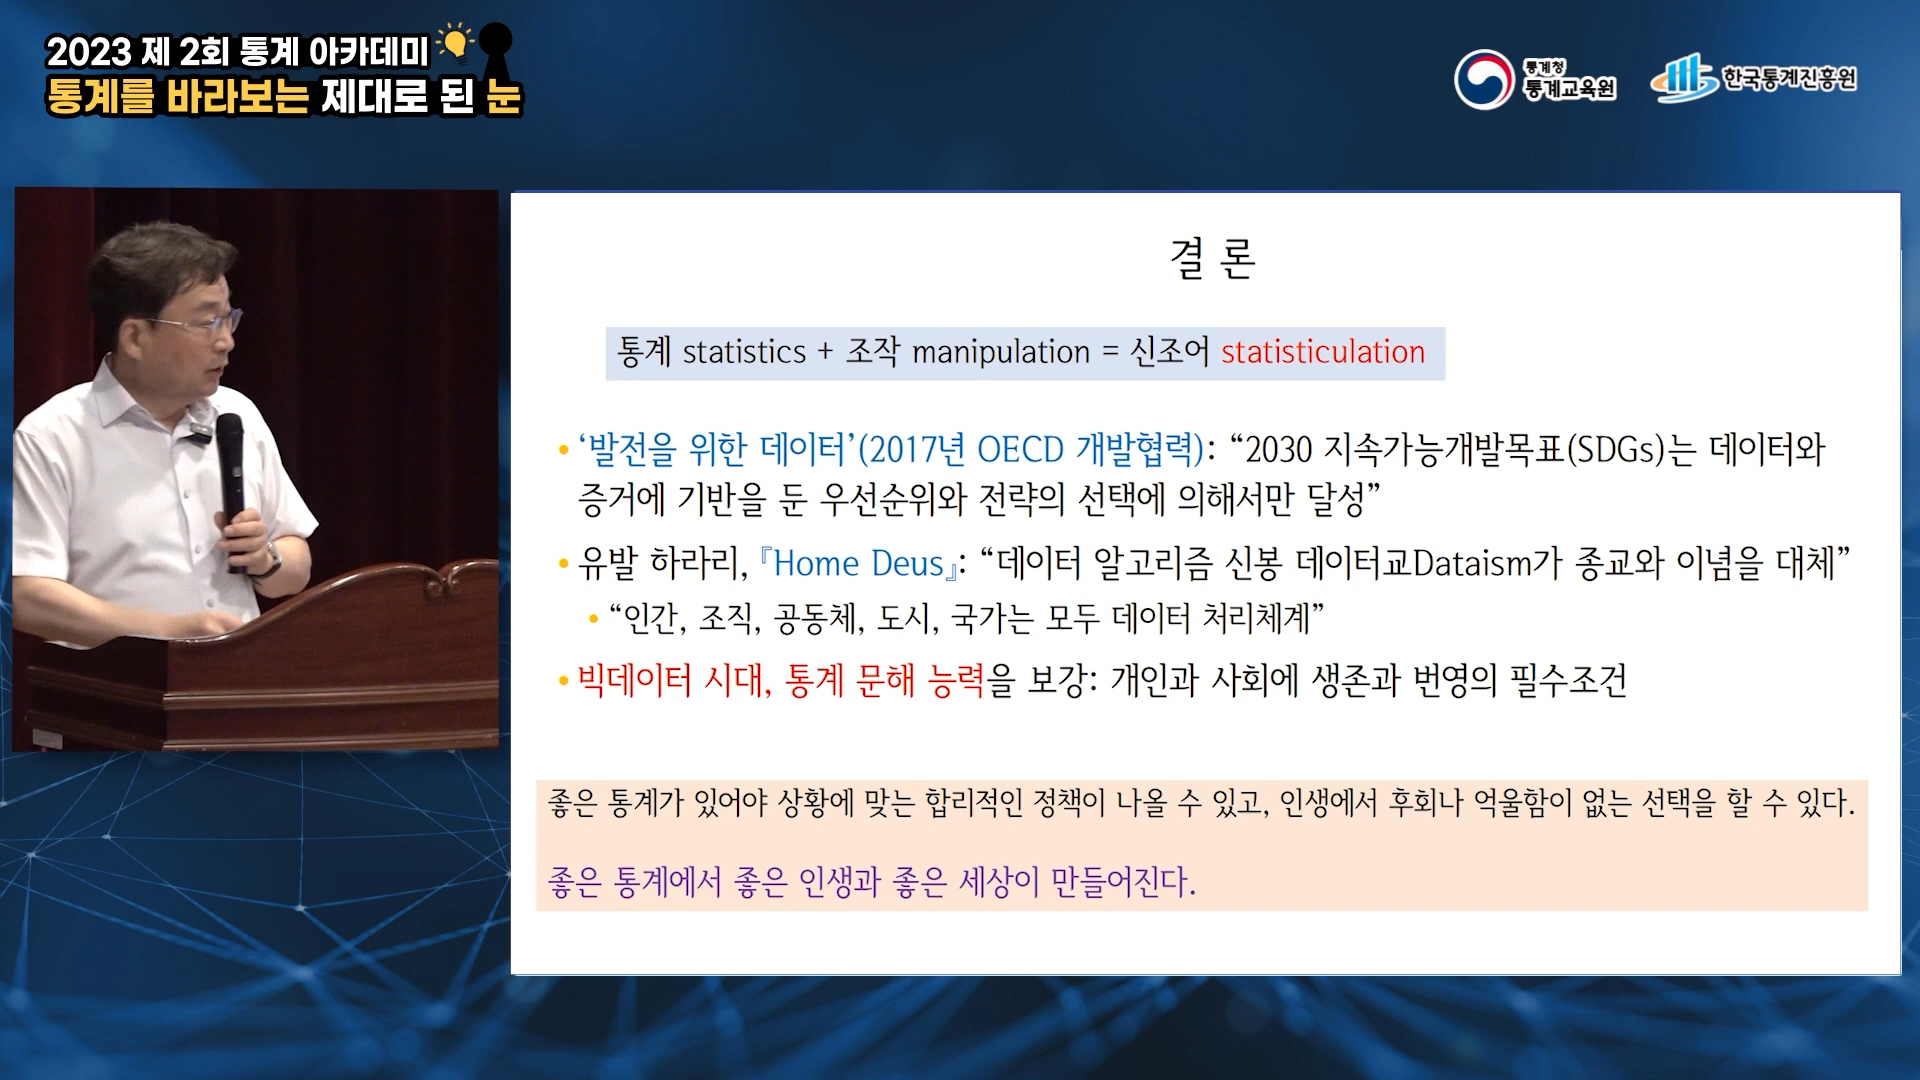 2023 제 2회 통계 아카데미
통계를 바라보는 제대로 된 눈
통계청
통계교육원
한국통계진흥원
결 론
통계 statistics + 조작 manipulation = 신조어 statisticulation
• ‘발전을 위한 데이터’(2017년 OECD 개발협력): “2030 지속가능개발목표(SDGs)는 데이터와
증거에 기반을 둔 우선순위와 전략의 선택에 의해서만 달성”
• 유발 하라리, 『Home Deus』: “데이터 알고리즘 신봉 데이터교Dataism가 종교와 이념을 대체”
• “인간, 조직, 공동체, 도시, 국가는 모두 데이터 처리체계”
• 빅데이터 시대, 통계 문해 능력을 보강: 개인과 사회에 생존과 번영의 필수조건
좋은 통계가 있어야 상황에 맞는 합리적인 정책이 나올 수 있고, 인생에서 후회나 억울함이 없는 선택을 할 수 있다.
좋은 통계에서 좋은 인생과 좋은 세상이 만들어진다.